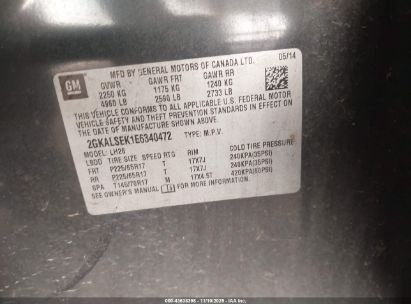 MFD BY GENERAL MOTORS OF CANADA LTD. 05/14
GM
GVWR GAWR FRT GAWR RR
2250 KG 1175 KG 1240 KG
4960 LB 2590 LB 2733 LB
THIS VEHICLE CONFORMS TO ALL APPLICABLE U.S. FEDERAL MOTOR
VEHICLE SAFETY AND THEFT PREVENTION STANDARDS IN EFFECT ON
THE DATE OF MANUFACTURE SHOWN ABOVE.
2GKALSEK1E6340472 TYPE: M.P.V.
MODEL: LH26
LBDO TIRE SIZE SPEED RTG RIM COLD TIRE PRESSURE
FRT P225/65R17 T 17X7J 240KPA(35PSI)
RR P225/65R17 T 17X7J 240KPA(35PSI)
SPA T145/70R17 M 17X4.5T 420KPA(60PSI)
SEE OWNER'S MANUAL FOR MORE INFORMATION.